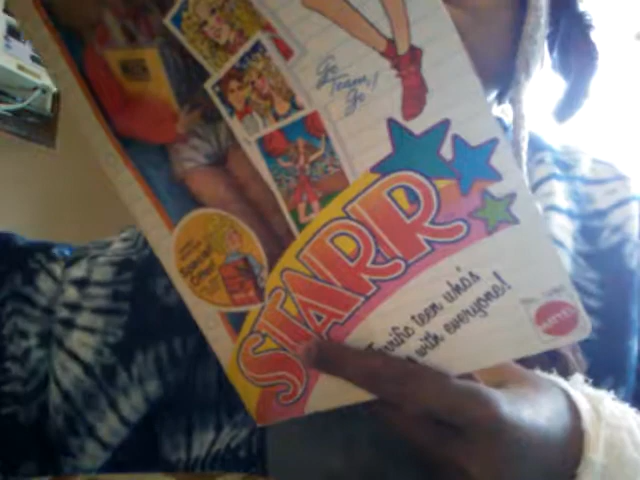 Go
Team!
Go
STARR
terrific teen who's
with everyone!
MATTEL